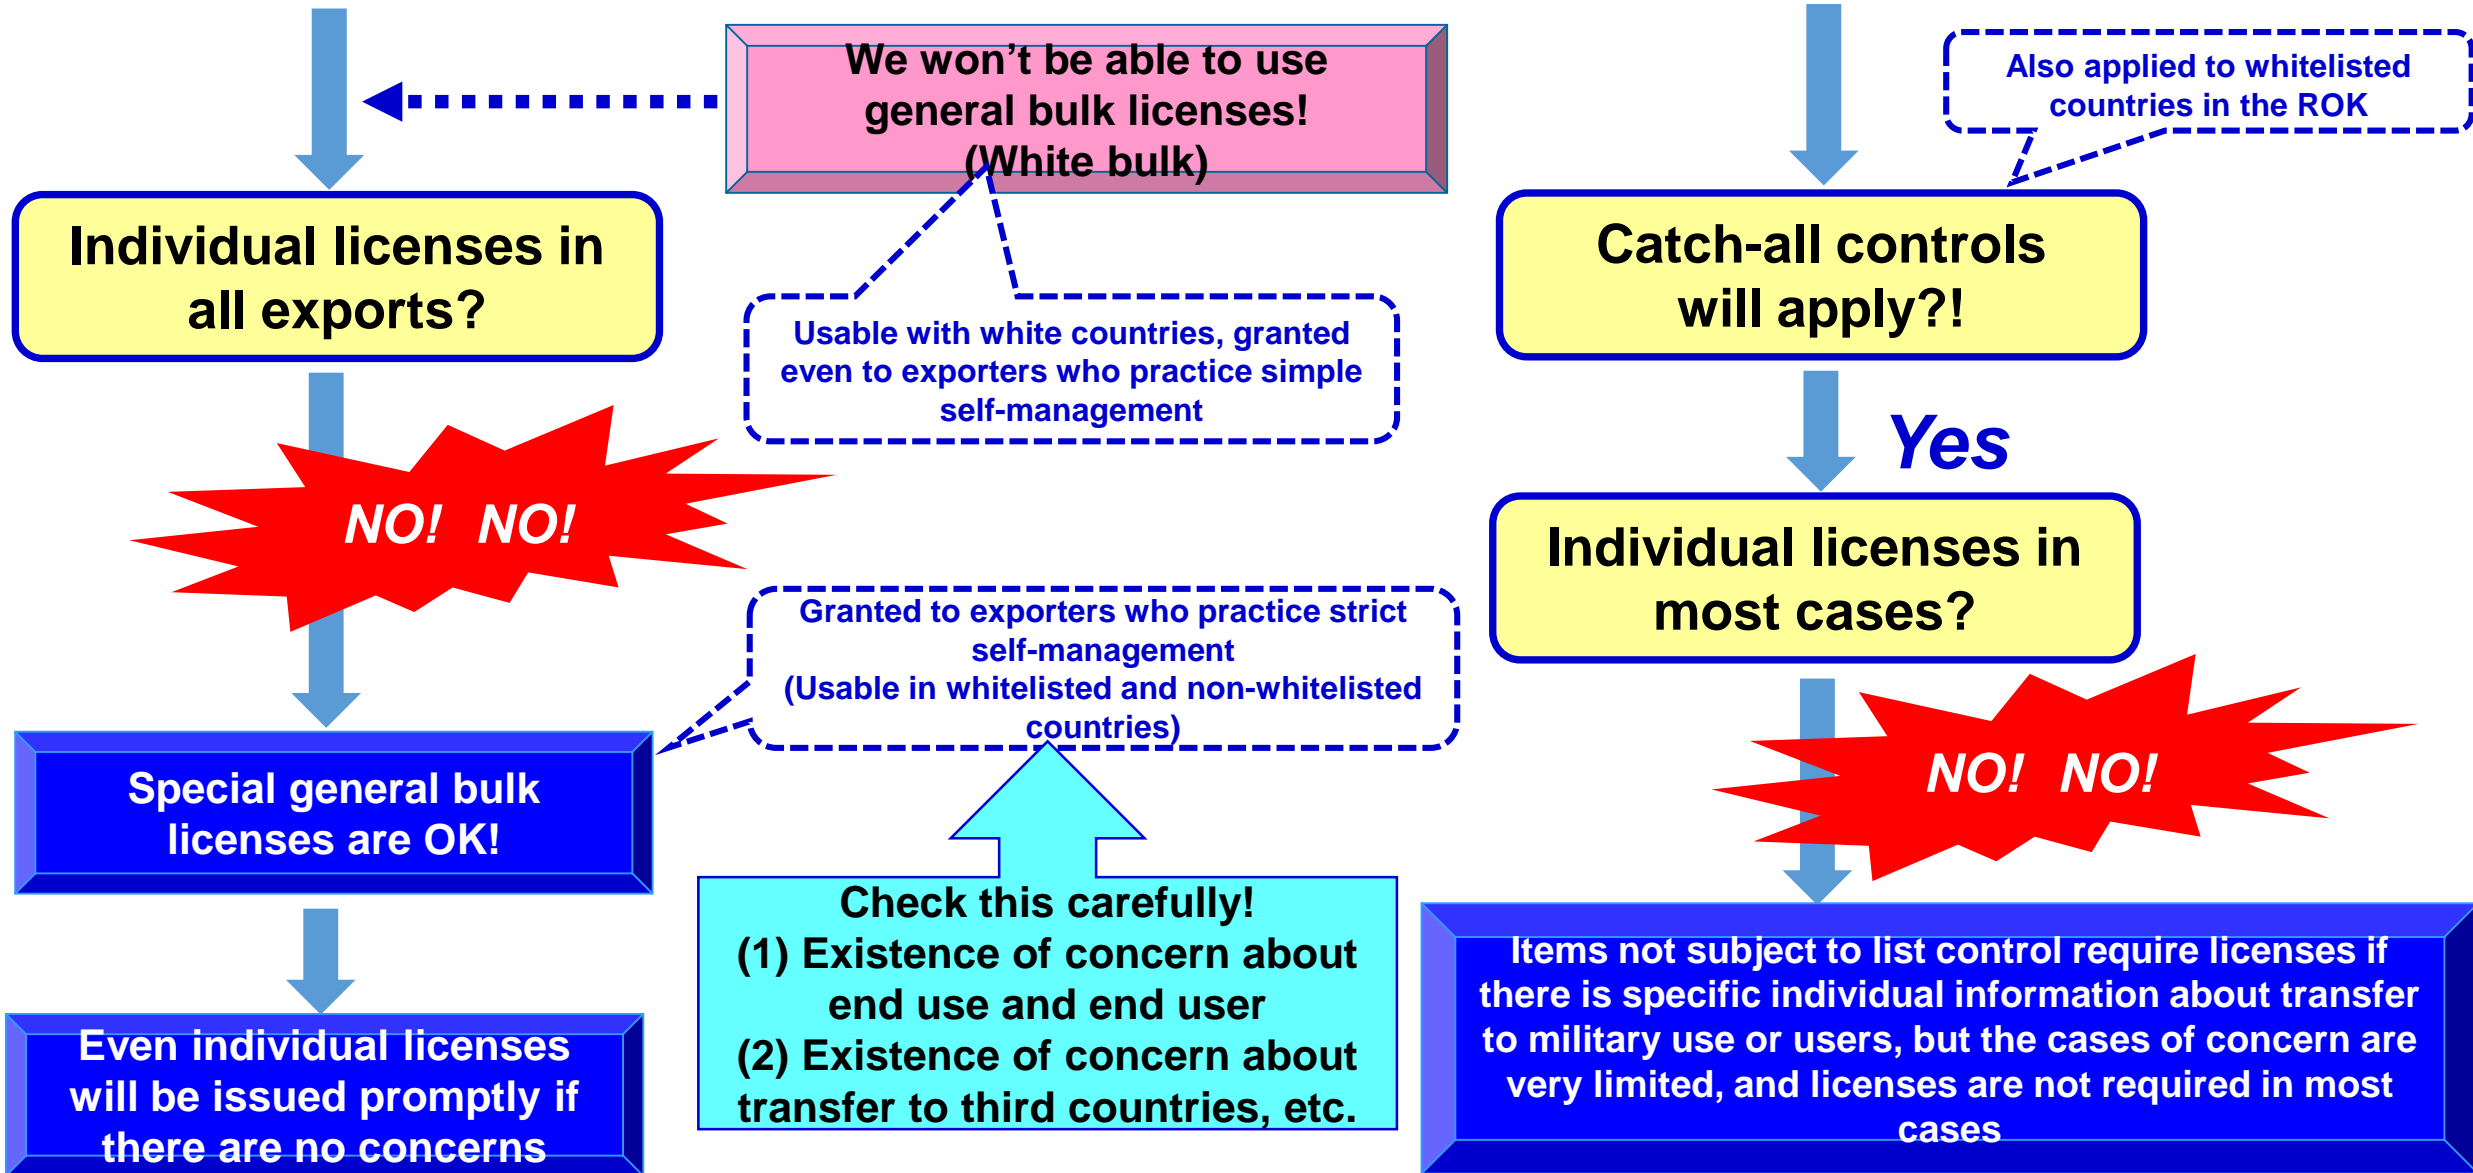 We won't be able to use
general bulk licenses!
(White bulk)
Also applied to whitelisted
countries in the ROK
Individual licenses in
all exports?
Usable with white countries, granted
even to exporters who practice simple
self-management
Catch-all controls
will apply?!
Yes
NO! NO!
Individual licenses in
most cases?
Granted to exporters who practice strict
self-management
(Usable in whitelisted and non-whitelisted
countries)
NO! NO!
Special general bulk
licenses are OK!
Check this carefully!
(1) Existence of concern about
end use and end user
(2) Existence of concern about
transfer to third countries, etc.
Items not subject to list control require licenses if
there is specific individual information about transfer
to military use or users, but the cases of concern are
very limited, and licenses are not required in most
cases
Even individual licenses
will be issued promptly if
there are no concerns